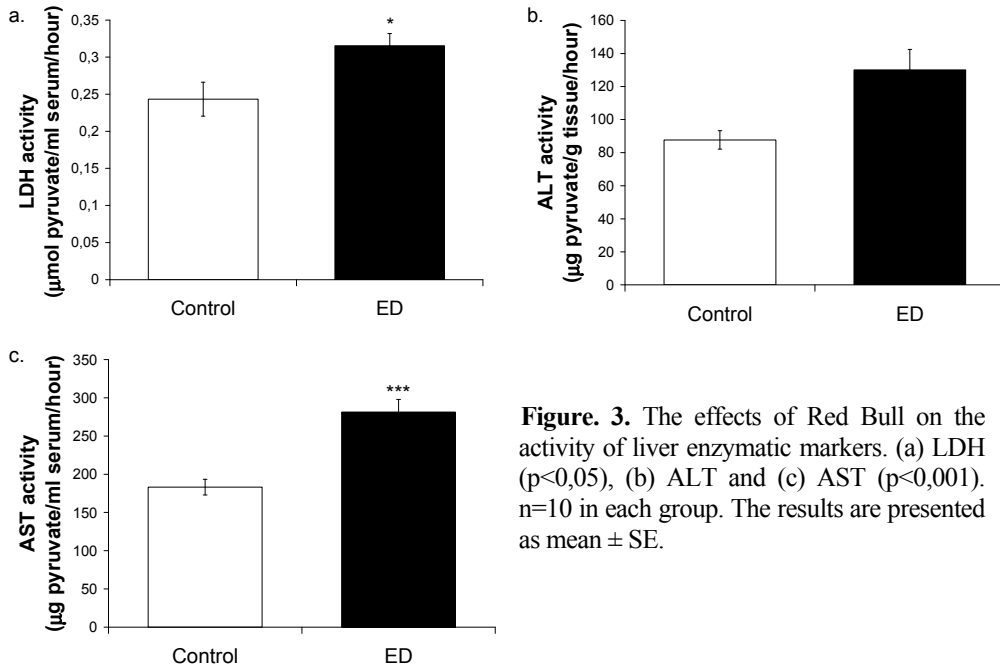 a.
LDH activity
(μmol pyruvate/ml serum/hour)
0,35
0,3
0,25
0,2
0,15
0,1
0,05
0
*
Control
ED
b.
ALT activity
(μg pyruvate/g tissue/hour)
160
140
120
100
80
60
40
20
0
Control
ED
c.
AST activity
(μg pyruvate/ml serum/hour)
350
300
250
200
150
100
50
0
***
Control
ED
Figure. 3. The effects of Red Bull on the
activity of liver enzymatic markers. (a) LDH
(p<0,05), (b) ALT and (c) AST (p<0,001).
n=10 in each group. The results are presented
as mean ± SE.